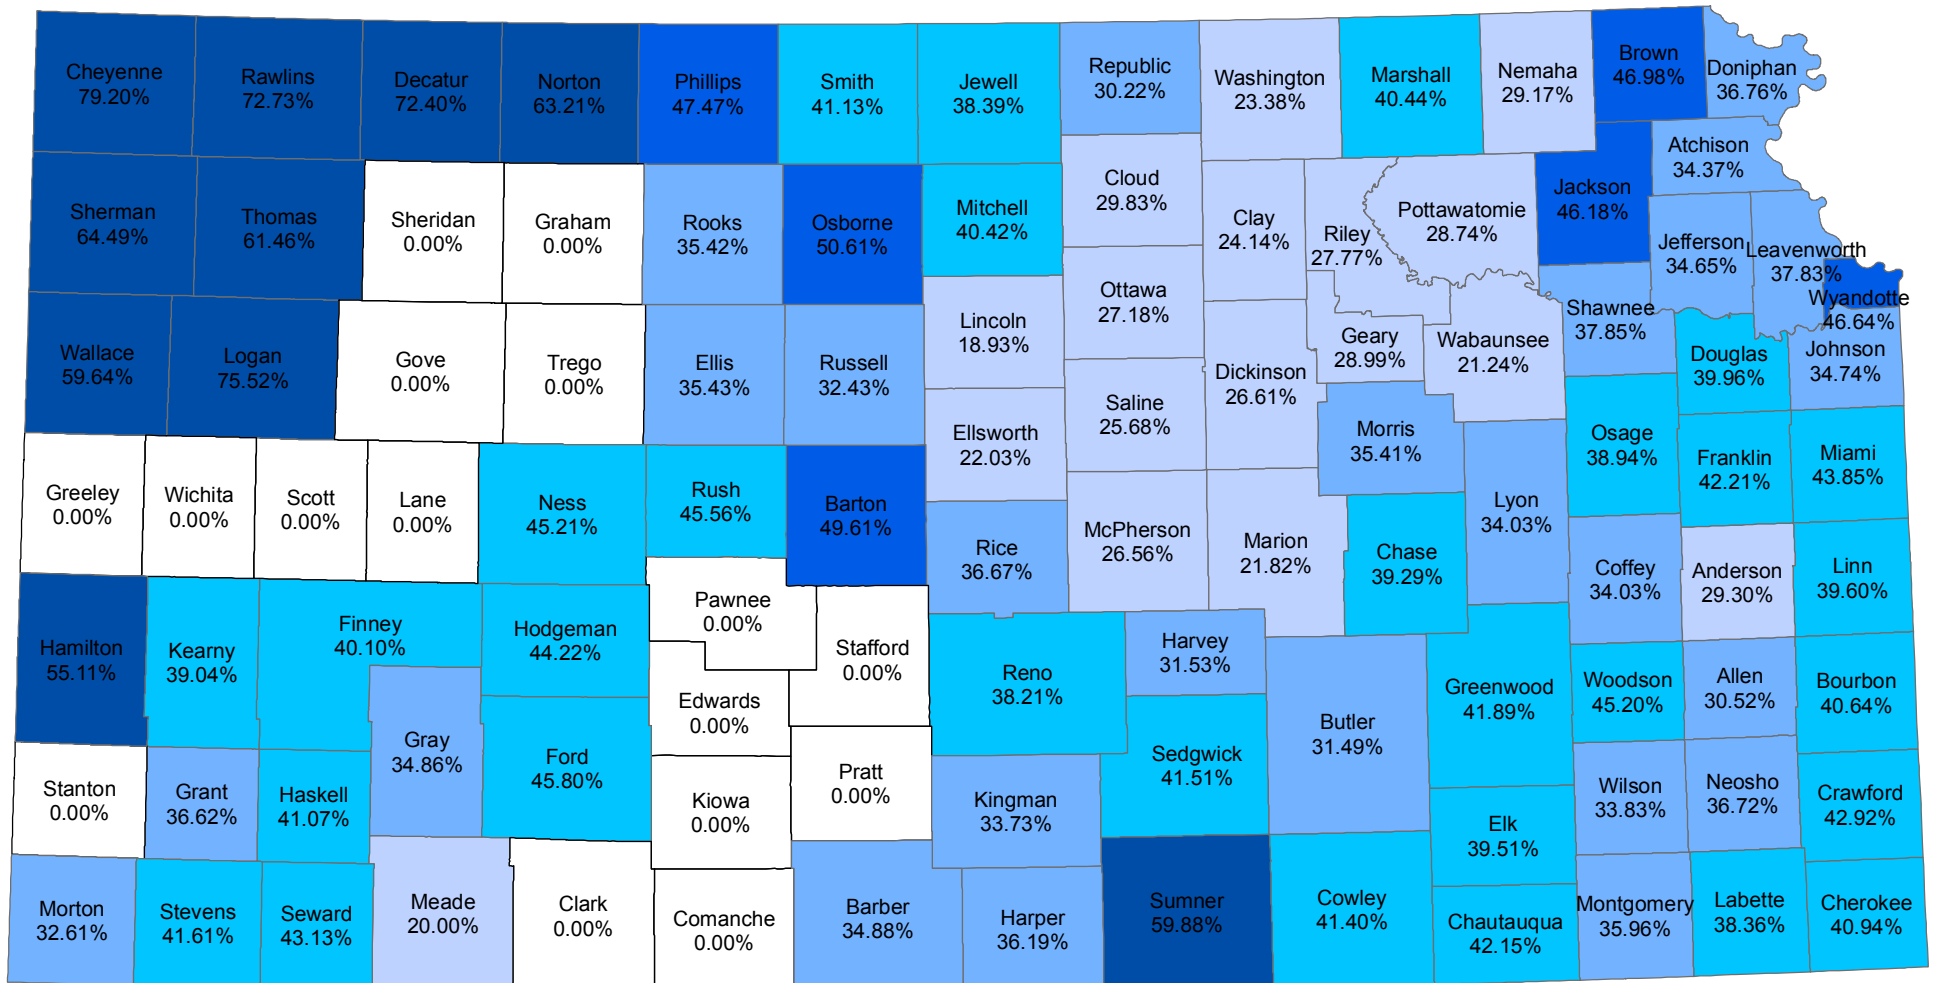 Cheyenne
79.20%
Rawlins
72.73%
Decatur
72.40%
Norton
63.21%
Phillips
47.47%
Smith
41.13%
Jewell
38.39%
Republic
30.22%
Washington
23.38%
Marshall
40.44%
Nemaha
29.17%
Brown
46.98%
Doniphan
36.76%
Sherman
64.49%
Thomas
61.46%
Sheridan
0.00%
Graham
0.00%
Rooks
35.42%
Osborne
50.61%
Mitchell
40.42%
Cloud
29.83%
Clay
24.14%
Riley
27.77%
Pottawatomie
28.74%
Jackson
46.18%
Atchison
34.37%
Jefferson
34.65%
Leavenworth
37.83%
Wyandotte
46.64%
Wallace
59.64%
Logan
75.52%
Gove
0.00%
Trego
0.00%
Ellis
35.43%
Russell
32.43%
Lincoln
18.93%
Ottawa
27.18%
Saline
25.68%
Dickinson
26.61%
Geary
28.99%
Wabaunsee
21.24%
Shawnee
37.85%
Douglas
39.96%
Johnson
34.74%
Greeley
0.00%
Wichita
0.00%
Scott
0.00%
Lane
0.00%
Ness
45.21%
Rush
45.56%
Barton
49.61%
Ellsworth
22.03%
Rice
36.67%
McPherson
26.56%
Marion
21.82%
Morris
35.41%
Chase
39.29%
Lyon
34.03%
Osage
38.94%
Franklin
42.21%
Miami
43.85%
Coffey
34.03%
Anderson
29.30%
Linn
39.60%
Hamilton
55.11%
Kearny
39.04%
Finney
40.10%
Hodgeman
44.22%
Pawnee
0.00%
Stafford
0.00%
Edwards
0.00%
Reno
38.21%
Harvey
31.53%
Butler
31.49%
Greenwood
41.89%
Woodson
45.20%
Allen
30.52%
Bourbon
40.64%
Stanton
0.00%
Grant
36.62%
Haskell
41.07%
Gray
34.86%
Ford
45.80%
Kiowa
0.00%
Pratt
0.00%
Kingman
33.73%
Sedgwick
41.51%
Elk
39.51%
Wilson
33.83%
Neosho
36.72%
Crawford
42.92%
Morton
32.61%
Stevens
41.61%
Seward
43.13%
Meade
20.00%
Clark
0.00%
Comanche
0.00%
Barber
34.88%
Harper
36.19%
Sumner
59.88%
Cowley
41.40%
Chautauqua
42.15%
Montgomery
35.96%
Labette
38.36%
Cherokee
40.94%